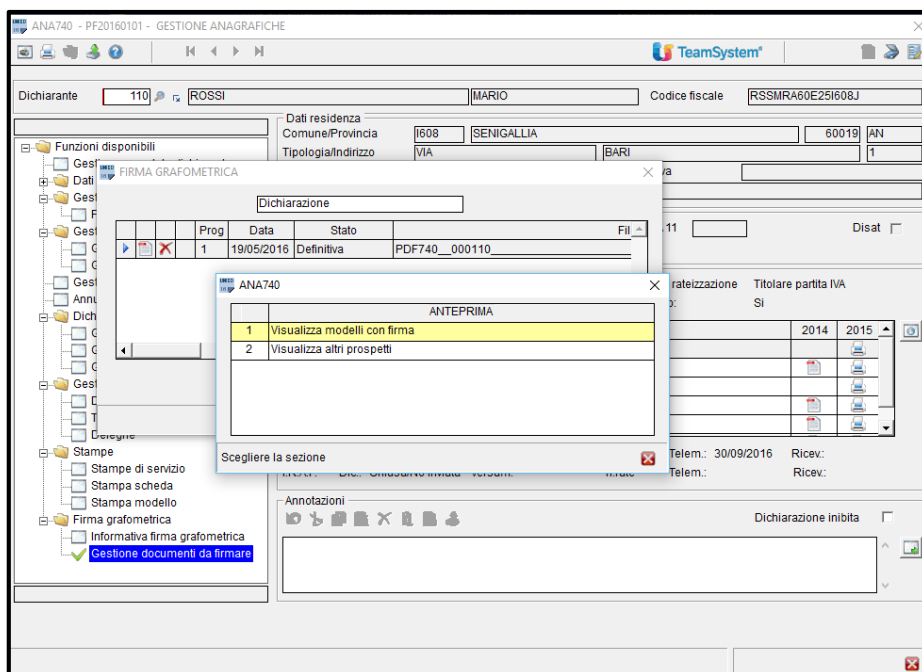 ANA740 - PF20160101 - GESTIONE ANAGRAFICHE
TeamSystem®
Dichiarante 110 ROSSI MARIO Codice fiscale RSSMRA60E25I608J
Dati residenza
Comune/Provincia I608 SENIGALLIA 60019 AN
Tipologia/Indirizzo VIA BARI 1
Funzioni disponibili
Dati
Stampe
Stampe di servizio
Stampa scheda
Stampa modello
Firma grafometrica
Informativa firma grafometrica
Gestione documenti da firmare
FIRMA GRAFOMETRICA
Dichiarazione
Prog Data Stato Fil
1 19/05/2016 Definitiva PDF740__000110
ANA740
ANTEPRIMA
1 Visualizza modelli con firma
2 Visualizza altri prospetti
Scegliere la sezione
11 Disat
rateizzazione Titolare partita IVA
Si
2014 2015
Telem.: 30/09/2016 Ricev.:
Telem.: Ricev.:
Annotazioni
Dichiarazione inibita